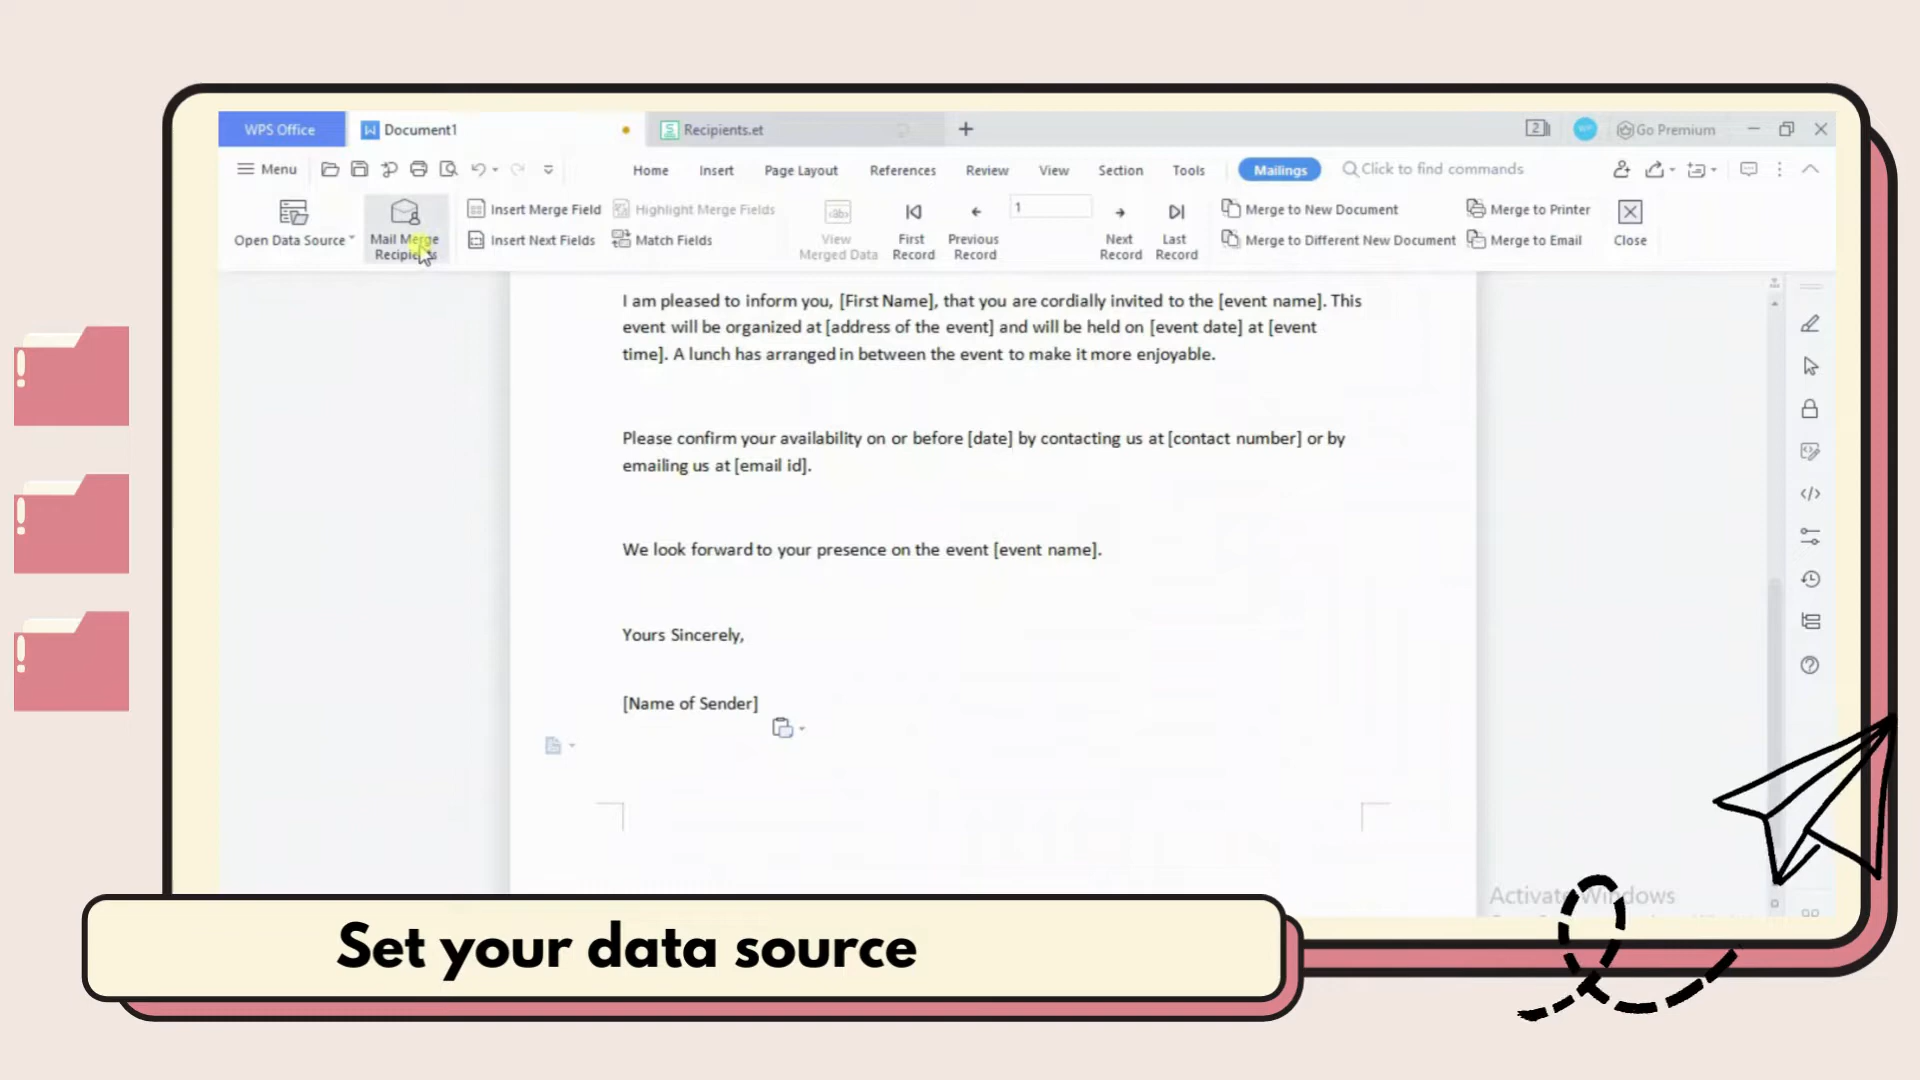 WPS Office
Document1
Recipients.et
2
Go Premium
Menu
Home
Insert
Page Layout
References
Review
View
Section
Tools
Mailings
Click to find commands
Open Data Source
Mail Merge
Recipients
Insert Merge Field
Insert Next Fields
Highlight Merge Fields
Match Fields
View
Merged Data
First
Record
Previous
Record
1
Next
Record
Last
Record
Merge to New Document
Merge to Different New Document
Merge to Printer
Merge to Email
Close
I am pleased to inform you, [First Name], that you are cordially invited to the [event name]. This
event will be organized at [address of the event] and will be held on [event date] at [event
time]. A lunch has arranged in between the event to make it more enjoyable.
Please confirm your availability on or before [date] by contacting us at [contact number] or by
emailing us at [email id].
We look forward to your presence on the event [event name].
Yours Sincerely,
[Name of Sender]
Activate Windows
Set your data source